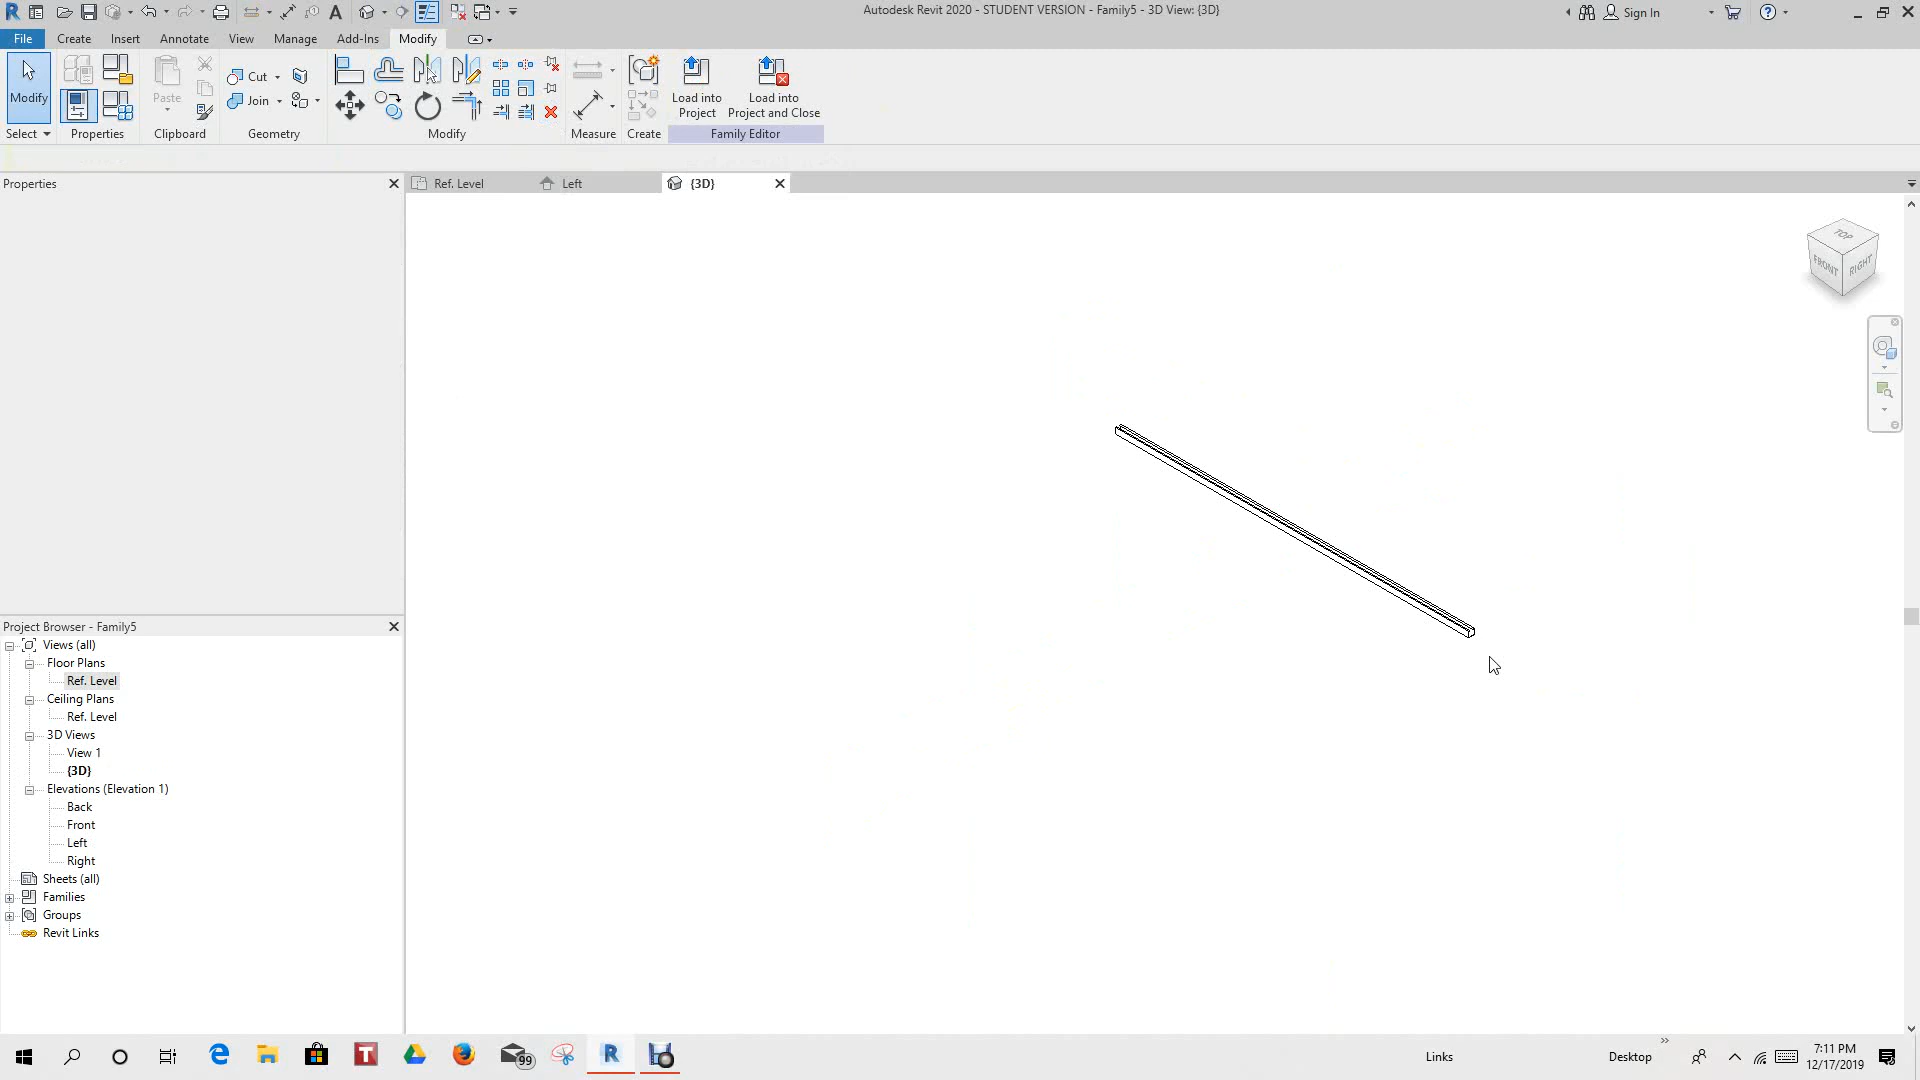 Autodesk Revit 2020 - STUDENT VERSION - Family5 - 3D View: {3D}
Sign In
File
Create
Insert
Annotate
View
Manage
Add-Ins
Modify
Modify
Paste
Cut
Join
Load into
Project
Load into
Project and Close
Select
Properties
Clipboard
Geometry
Modify
Measure
Create
Family Editor
Properties
Ref. Level
Left
{3D}
TOP
FRONT
RIGHT
Project Browser - Family5
Views (all)
Floor Plans
Ref. Level
Ceiling Plans
Ref. Level
3D Views
View 1
{3D}
Elevations (Elevation 1)
Back
Front
Left
Right
Sheets (all)
Families
Groups
Revit Links
99
Links
Desktop
7:11 PM
12/17/2019